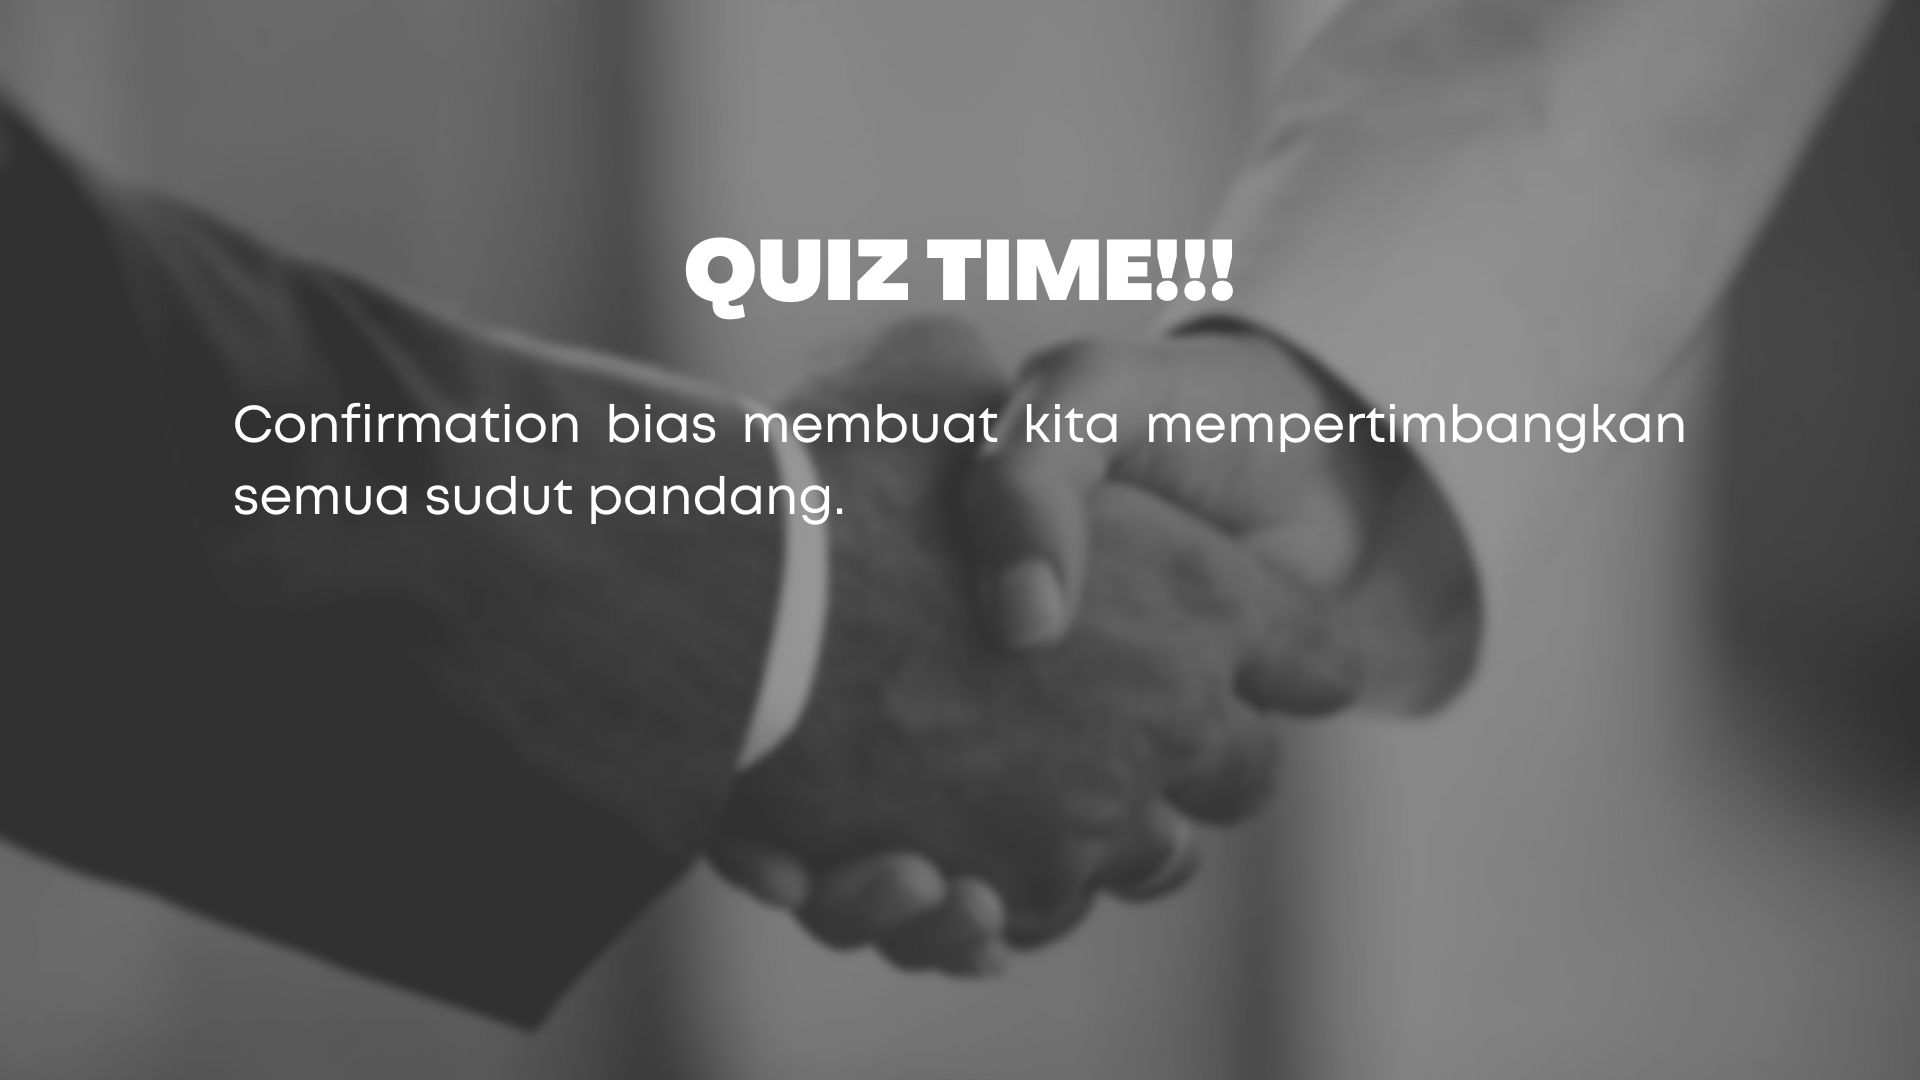 QUIZ TIME!!!
Confirmation bias membuat kita mempertimbangkan
semua sudut pandang.